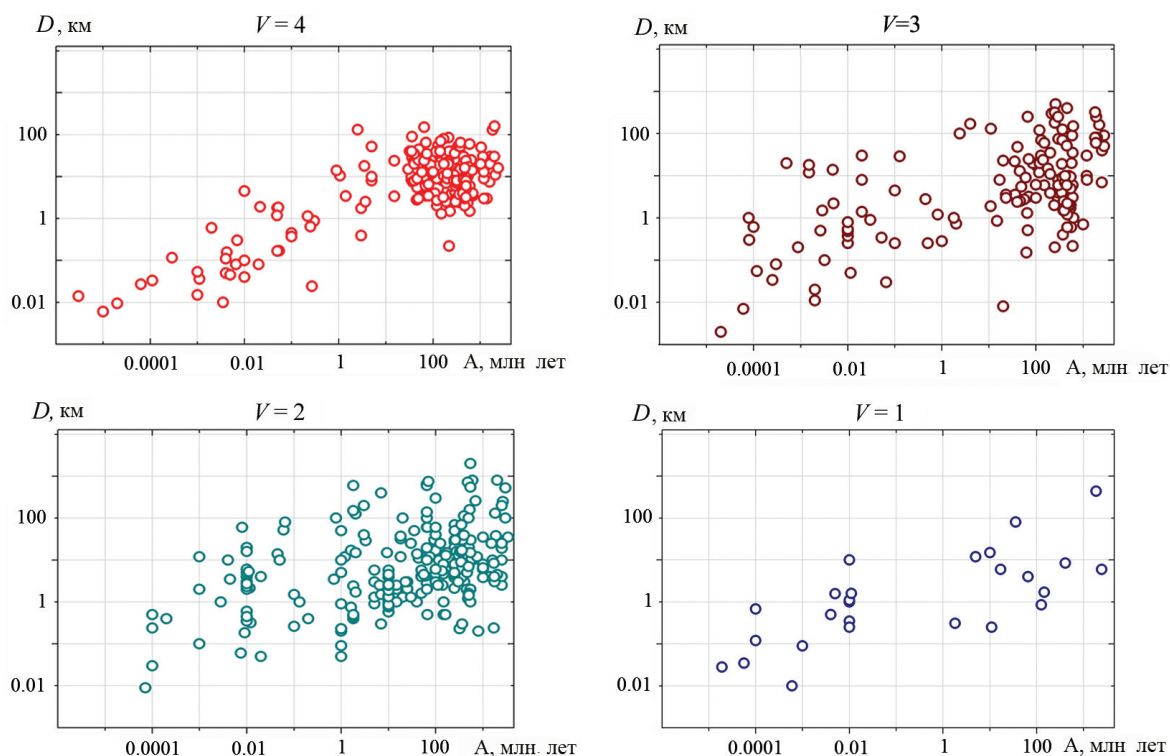 D, км
V = 4
100
1
0.01
0.0001
0.01
1
100
А, млн лет
D, км
V=3
100
1
0.01
0.0001
0.01
1
100
А, млн лет
D, км
V = 2
100
1
0.01
0.0001
0.01
1
100
А, млн. лет
D, км
V = 1
100
1
0.01
0.0001
0.01
1
100
А, млн лет